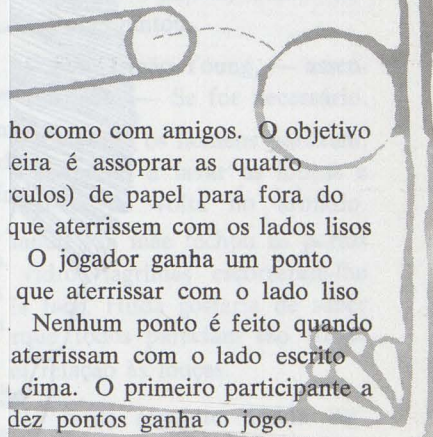 ho como com amigos. O objetivo
eira é assoprar as quatro
culos) de papel para fora do
que aterrissem com os lados lisos
O jogador ganha um ponto
que aterrissar com o lado liso
. Nenhum ponto é feito quando
aterrissam com o lado escrito
cima. O primeiro participante a
dez pontos ganha o jogo.